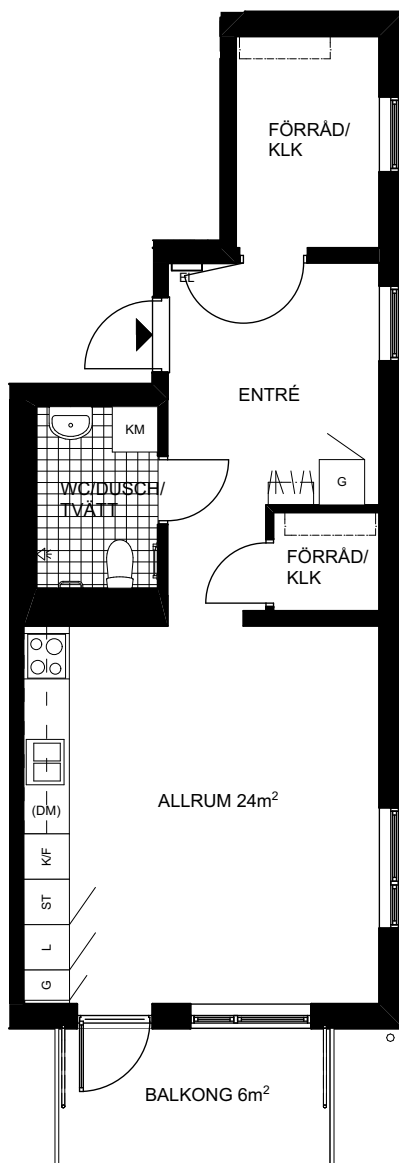 FÖRRÅD/
KLK
EL
ENTRÉ
KM
G
WC/DUSCH/
TVÄTT
FÖRRÅD/
KLK
ALLRUM 24m²
(DM)
K/F
ST
L
G
BALKONG 6m²